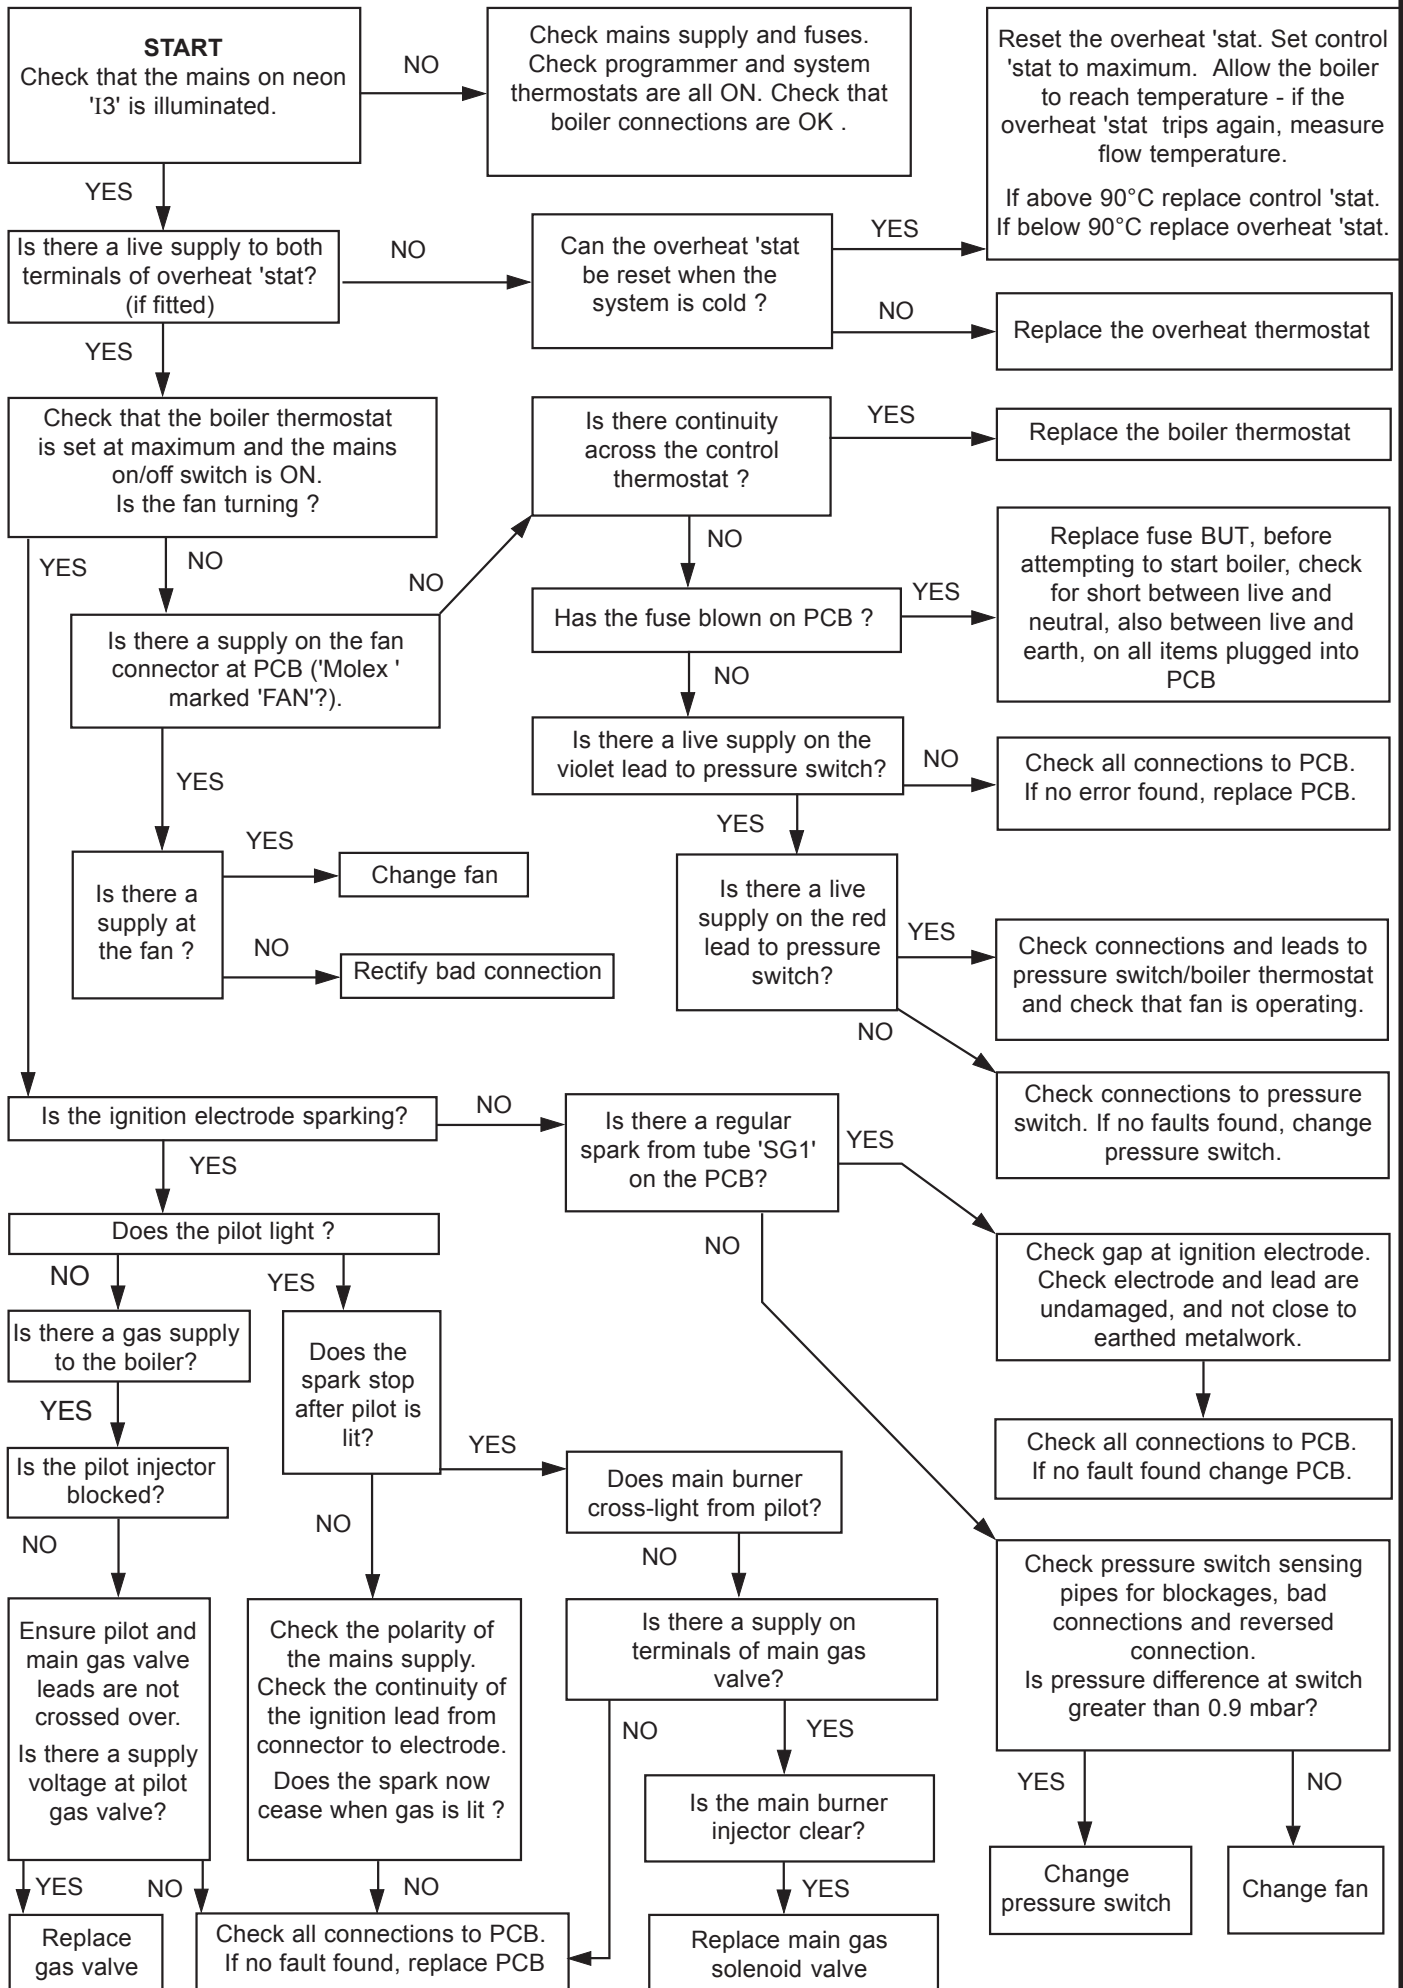 START
Check that the mains on neon
'I3' is illuminated.
NO
Check mains supply and fuses.
Check programmer and system
thermostats are all ON. Check that
boiler connections are OK .
Reset the overheat 'stat. Set control
'stat to maximum. Allow the boiler
to reach temperature - if the
overheat 'stat trips again, measure
flow temperature.
If above 90°C replace control 'stat.
If below 90°C replace overheat 'stat.
YES
Is there a live supply to both
terminals of overheat 'stat?
(if fitted)
NO
Can the overheat 'stat
be reset when the
system is cold ?
YES
NO
Replace the overheat thermostat
YES
Check that the boiler thermostat
is set at maximum and the mains
on/off switch is ON.
Is the fan turning ?
Is there continuity
across the control
thermostat ?
YES
Replace the boiler thermostat
YES
NO
NO
NO
Is there a supply on the fan
connector at PCB ('Molex '
marked 'FAN'?).
Has the fuse blown on PCB ?
YES
Replace fuse BUT, before
attempting to start boiler, check
for short between live and
neutral, also between live and
earth, on all items plugged into
PCB
NO
Is there a live supply on the
violet lead to pressure switch?
NO
Check all connections to PCB.
If no error found, replace PCB.
YES
YES
Is there a
supply at
the fan ?
YES
Change fan
NO
Rectify bad connection
Is there a live
supply on the red
lead to pressure
switch?
YES
Check connections and leads to
pressure switch/boiler thermostat
and check that fan is operating.
NO
Check connections to pressure
switch. If no faults found, change
pressure switch.
Is the ignition electrode sparking?
NO
Is there a regular
spark from tube 'SG1'
on the PCB?
YES
YES
Does the pilot light ?
NO
Check gap at ignition electrode.
Check electrode and lead are
undamaged, and not close to
earthed metalwork.
NO
YES
Is there a gas supply
to the boiler?
Does the
spark stop
after pilot is
lit?
YES
Check all connections to PCB.
If no fault found change PCB.
Is the pilot injector
blocked?
YES
Does main burner
cross-light from pilot?
NO
NO
NO
Check pressure switch sensing
pipes for blockages, bad
connections and reversed
connection.
Is pressure difference at switch
greater than 0.9 mbar?
Ensure pilot and
main gas valve
leads are not
crossed over.
Is there a supply
voltage at pilot
gas valve?
Check the polarity of
the mains supply.
Check the continuity of
the ignition lead from
connector to electrode.
Does the spark now
cease when gas is lit ?
Is there a supply on
terminals of main gas
valve?
NO
YES
YES
NO
Is the main burner
injector clear?
Change
pressure switch
Change fan
YES
NO
NO
YES
Replace
gas valve
Check all connections to PCB.
If no fault found, replace PCB
Replace main gas
solenoid valve